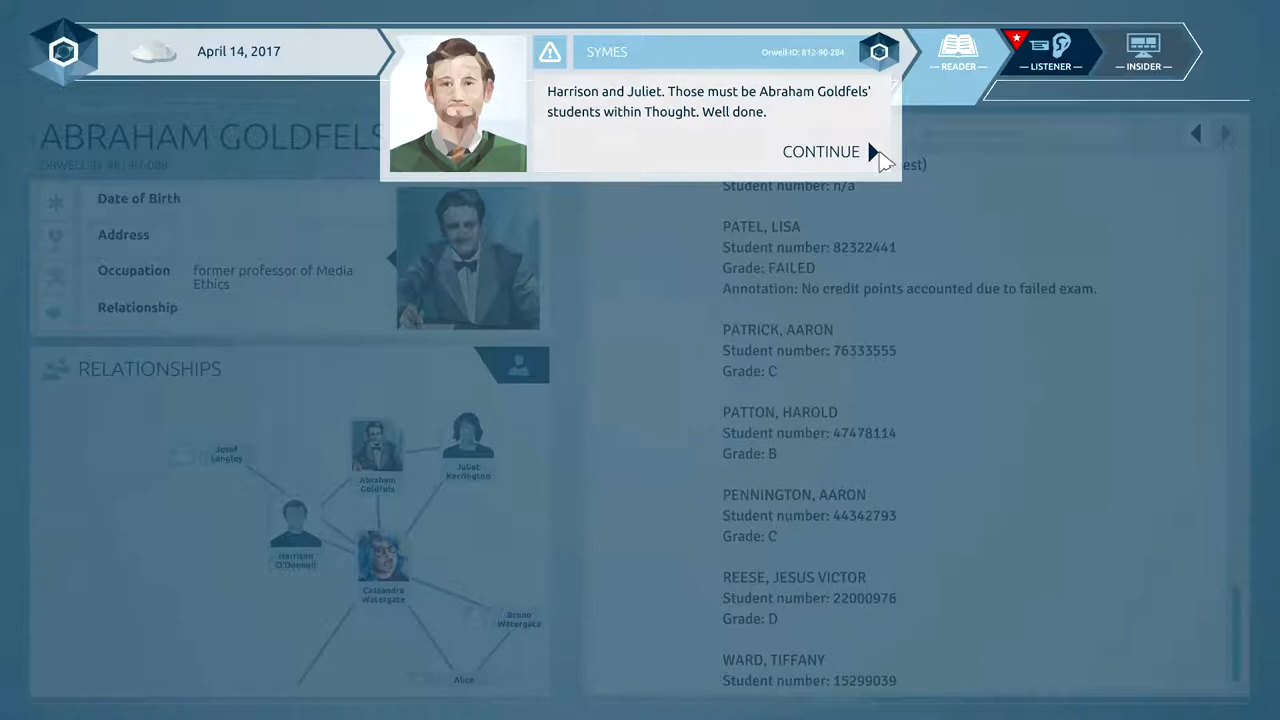 April 14, 2017
SYMES
Orwell-ID: 812-90-284
Harrison and Juliet. Those must be Abraham Goldfels'
students within Thought. Well done.
CONTINUE
— READER —
— LISTENER —
— INSIDER —
ABRAHAM GOLDFELS
Date of Birth
Address
Occupation
former professor of Media
Ethics
Relationship
RELATIONSHIPS
Josef
Langley
Abraham
Goldfels
Juliet
Kerrington
Harrison
O'Donnell
Cassandra
Watergate
Bruno
Watergate
Alice
Student number: n/a
PATEL, LISA
Student number: 82322441
Grade: FAILED
Annotation: No credit points accounted due to failed exam.
PATRICK, AARON
Student number: 76333555
Grade: C
PATTON, HAROLD
Student number: 47478114
Grade: B
PENNINGTON, AARON
Student number: 44342793
Grade: C
REESE, JESUS VICTOR
Student number: 22000976
Grade: D
WARD, TIFFANY
Student number: 15299039